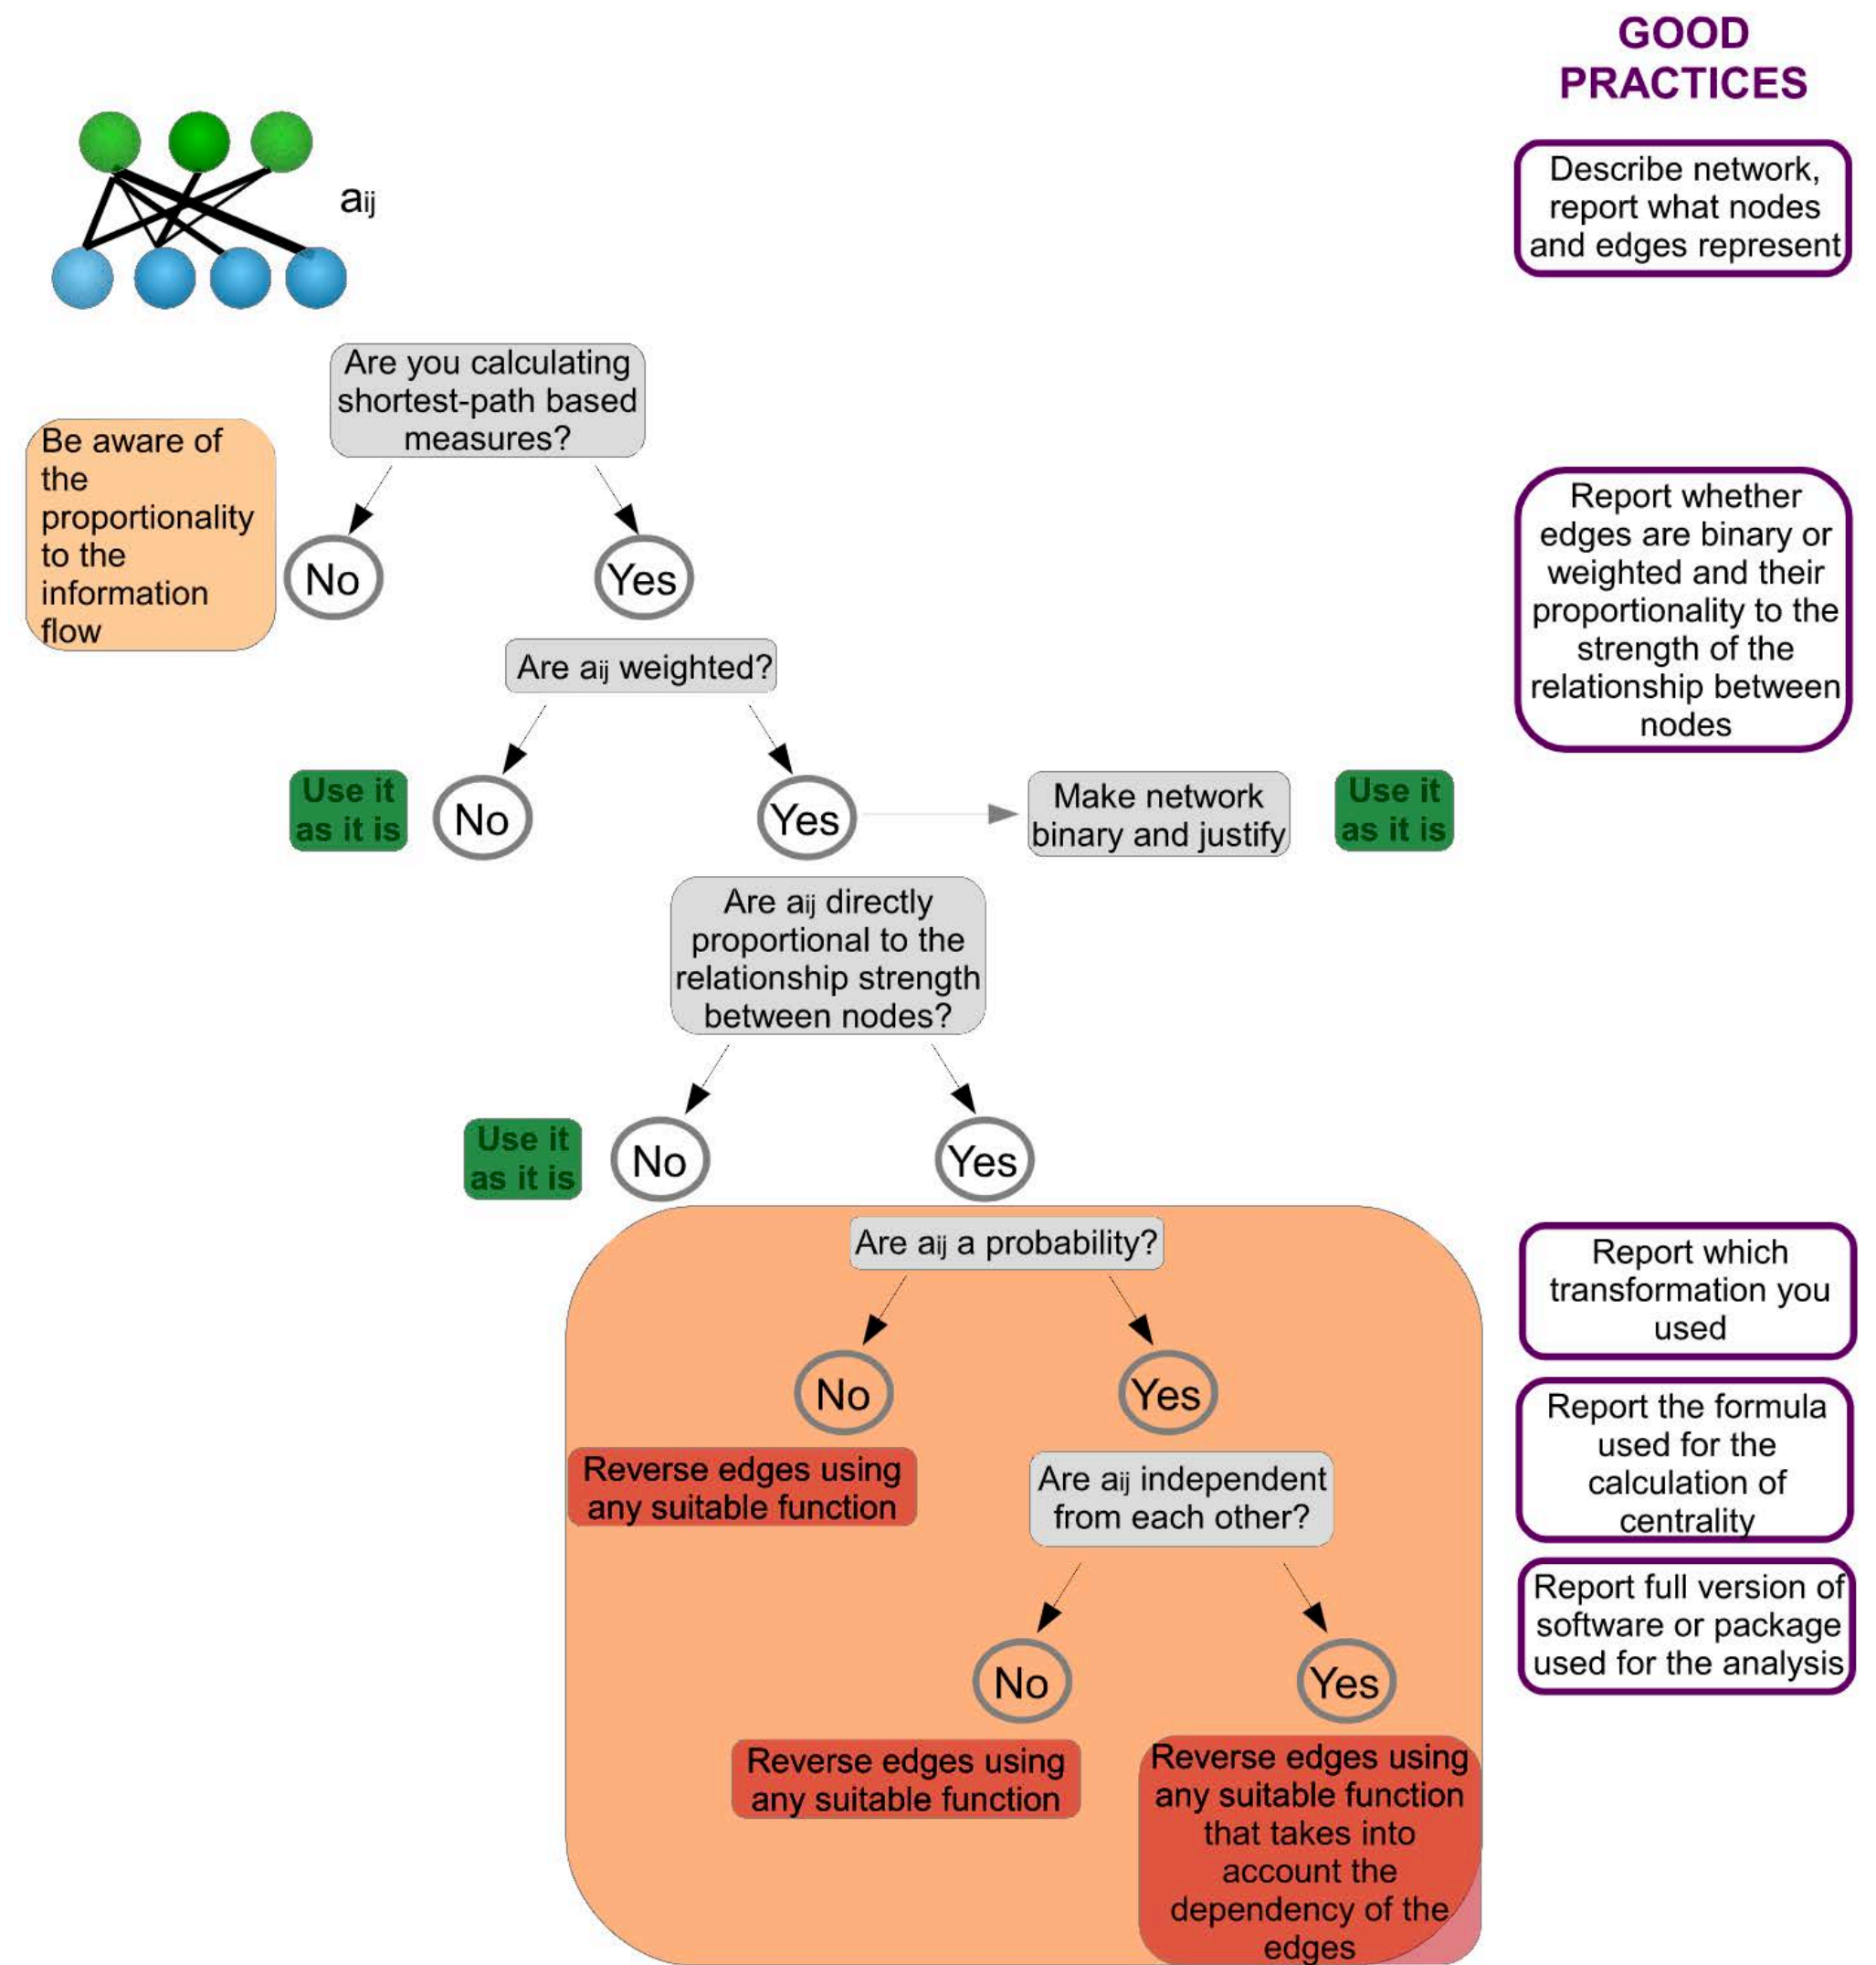 GOOD
PRACTICES
aij
Describe network,
report what nodes
and edges represent
Are you calculating
shortest-path based
measures?
Be aware of
the
proportionality
to the
information
flow
No
Yes
Report whether
edges are binary or
weighted and their
proportionality to the
strength of the
relationship between
nodes
Are aij weighted?
Use it
as it is
No
Yes
Make network
binary and justify
Use it
as it is
Are aij directly
proportional to the
relationship strength
between nodes?
Use it
as it is
No
Yes
Are aij a probability?
Report which
transformation you
used
No
Yes
Report the formula
used for the
calculation of
centrality
Reverse edges using
any suitable function
Are aij independent
from each other?
Report full version of
software or package
used for the analysis
No
Yes
Reverse edges using
any suitable function
Reverse edges using
any suitable function
that takes into
account the
dependency of the
edges